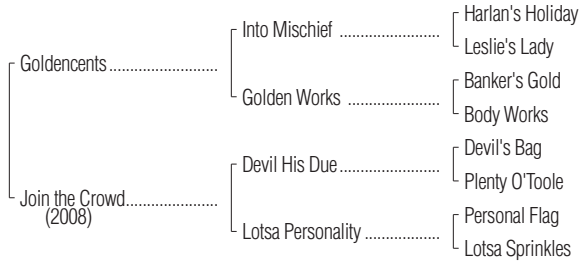 Harlan's Holiday
Into Mischief ....................
Leslie's Lady
Goldencents......................
Banker's Gold
Golden Works ..................
Body Works
Devil's Bag
Devil His Due....................
Plenty O'Toole
Join the Crowd..................
(2008)
Personal Flag
Lotsa Personality ...............
Lotsa Sprinkles